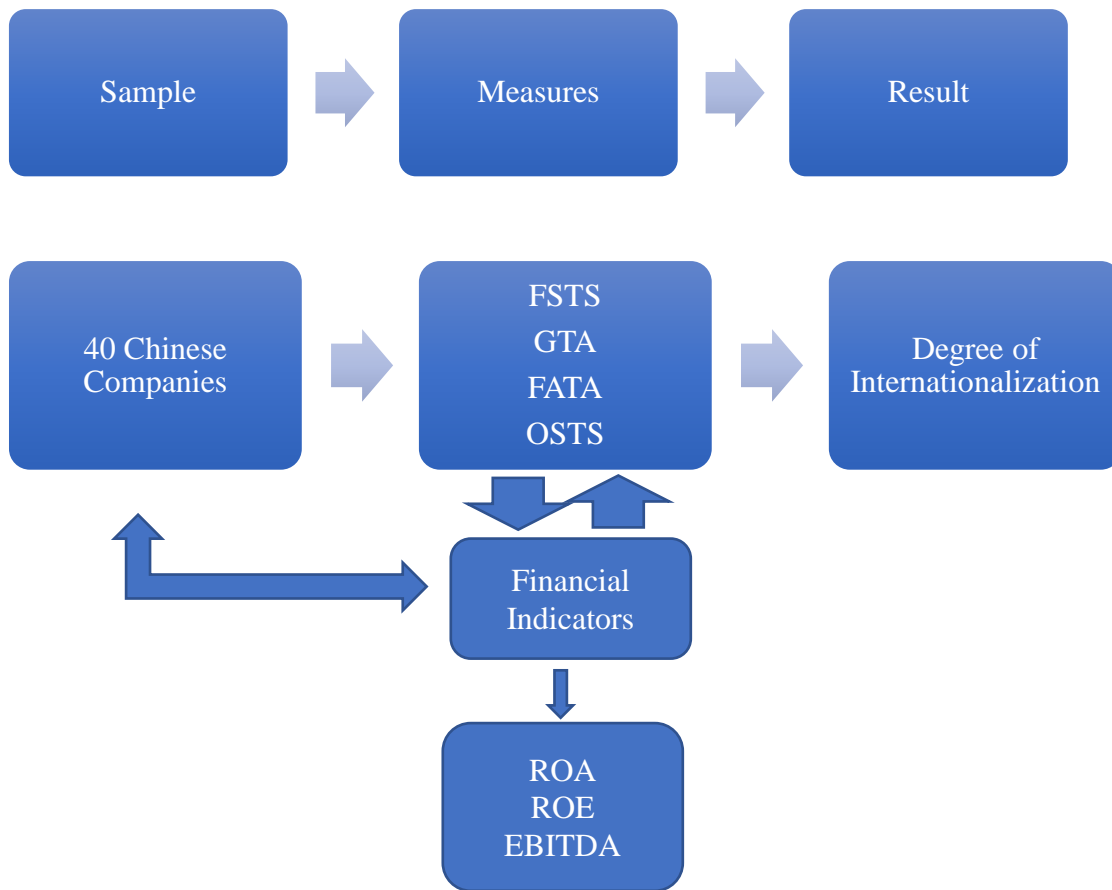 Sample
Measures
Result
40 Chinese
Companies
FSTS
GTA
FATA
OSTS
Degree of
Internationalization
Financial
Indicators
ROA
ROE
EBITDA